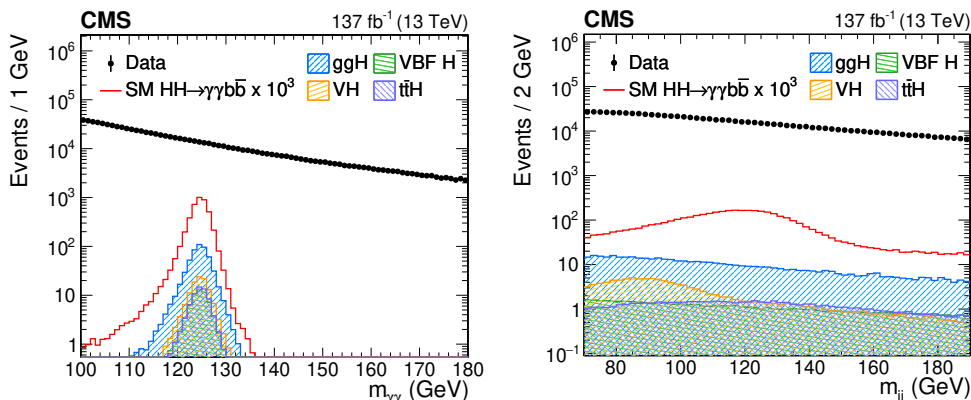 CMS 137 fb⁻¹ (13 TeV)
Events / 1 GeV
10⁶
10⁵
10⁴
10³
10²
10
1
Data
SM HH→γγbb̄ x 10³
ggH
VBF H
VH
tt̄H
100 110 120 130 140 150 160 170 180
m_γγ (GeV)
CMS 137 fb⁻¹ (13 TeV)
Events / 2 GeV
10⁶
10⁵
10⁴
10³
10²
10
1
10⁻¹
Data
SM HH→γγbb̄ x 10³
ggH
VBF H
VH
tt̄H
80 100 120 140 160 180
m_jj (GeV)